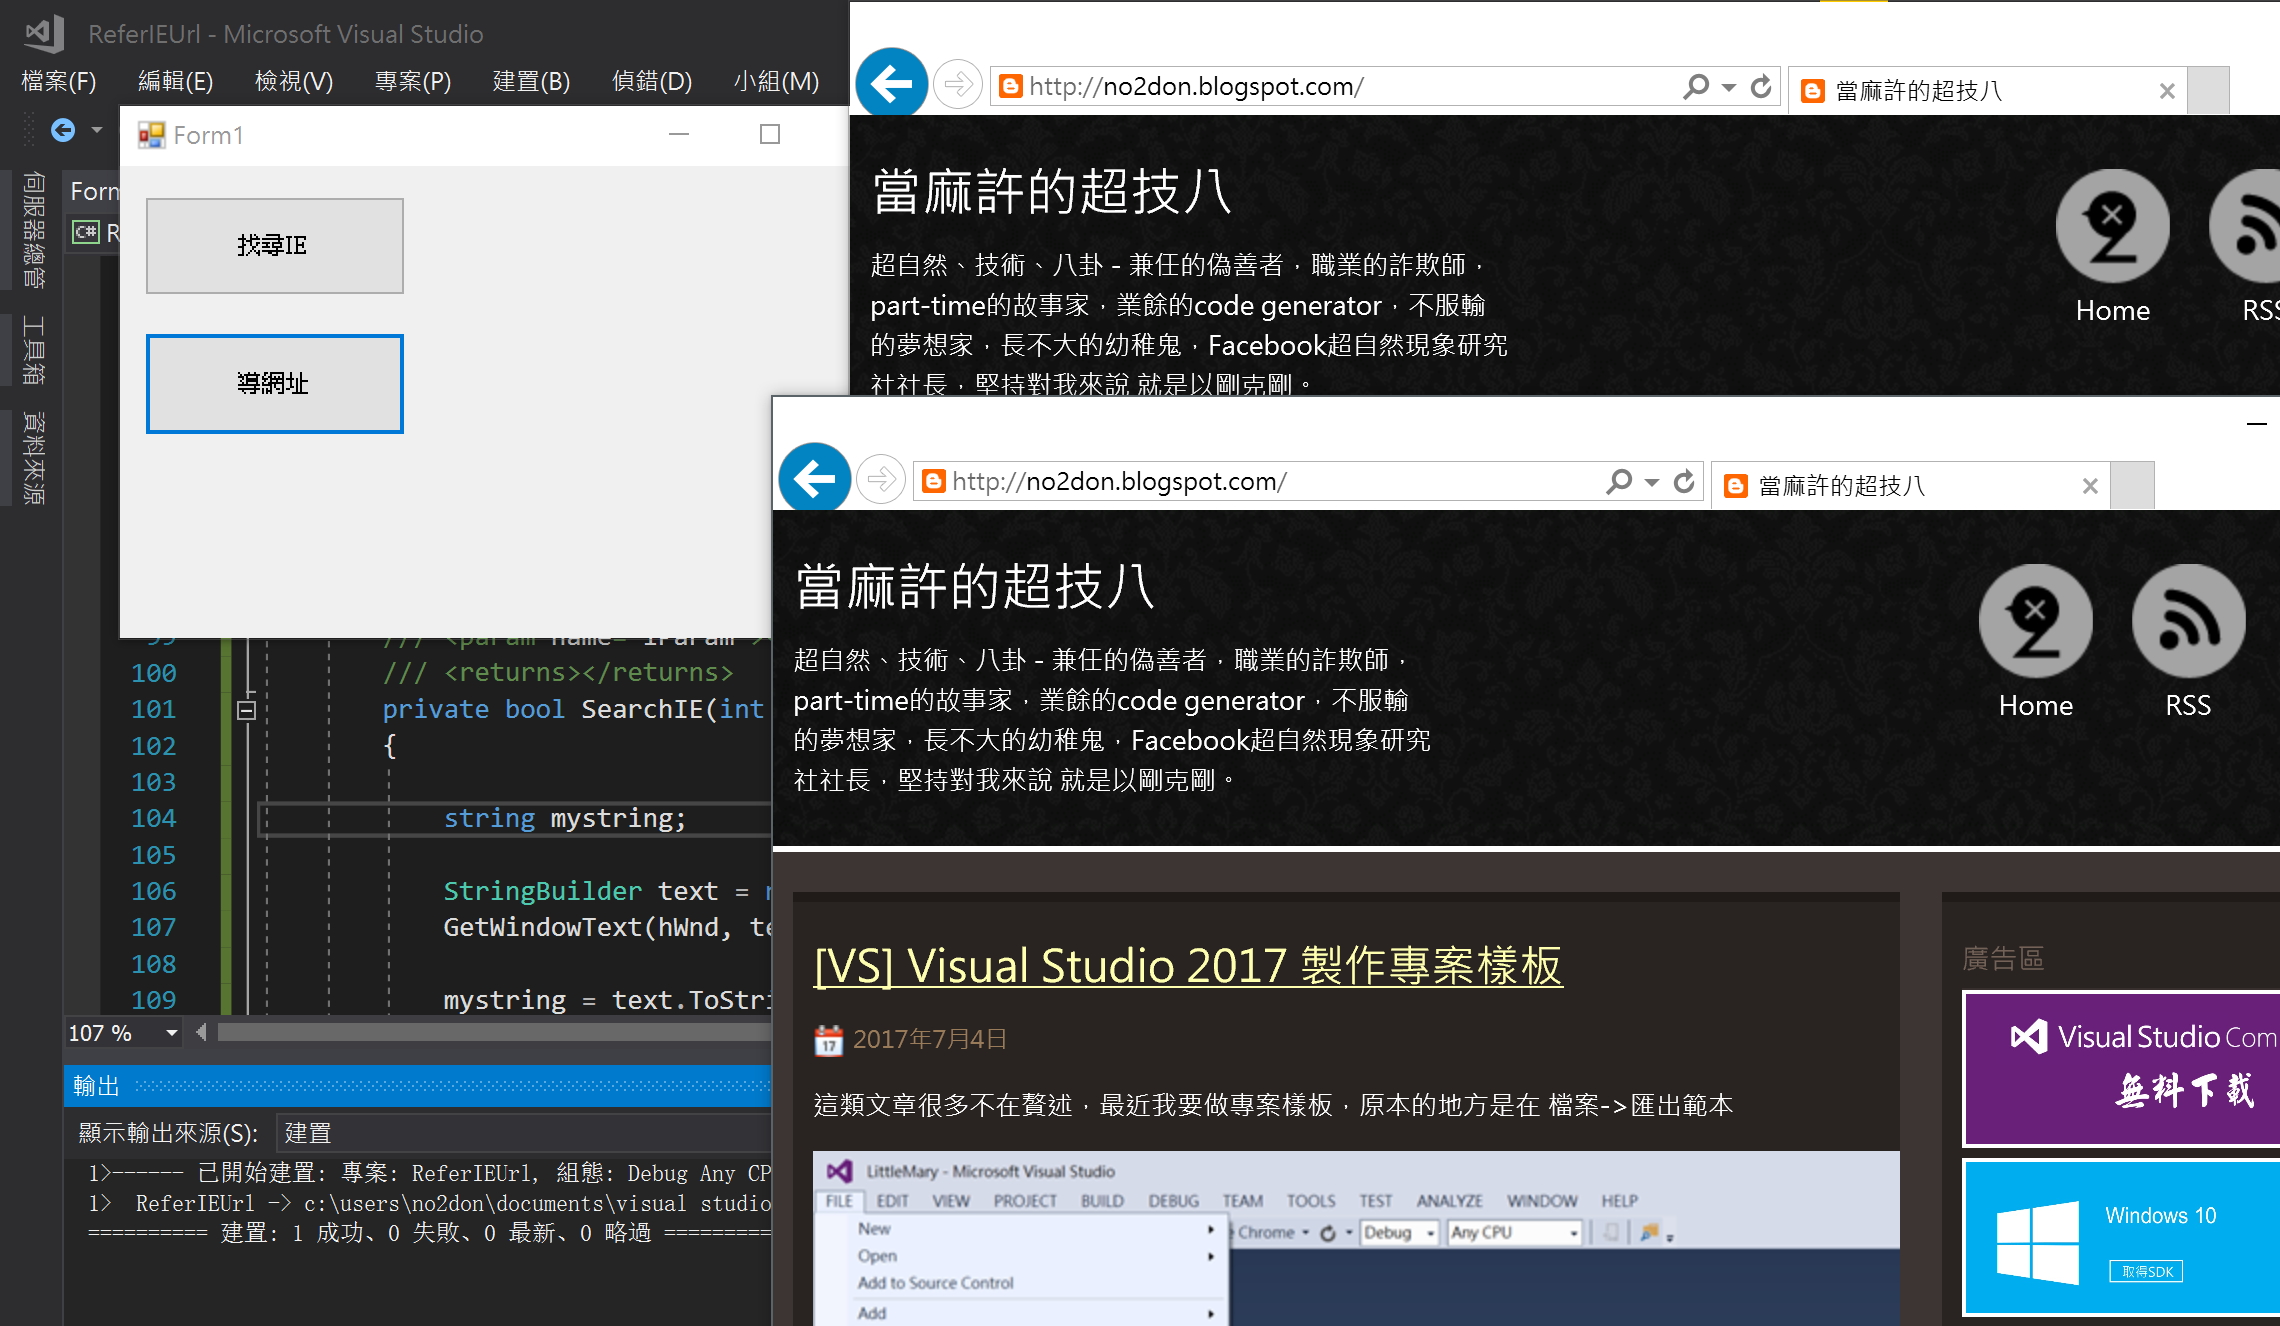 ReferIEUrl - Microsoft Visual Studio
檔案(F) 編輯(E) 檢視(V) 專案(P) 建置(B) 偵錯(D) 小組(M)
伺服器總管
工具箱
資料來源
Form
C# R
Form1
找尋IE
導網址
/// <returns></returns>
100
101 private bool SearchIE(int
102 {
103
104 string mystring;
105
106 StringBuilder text =
107 GetWindowText(hWnd, te
108
109 mystring = text.ToStri
107 %
輸出
顯示輸出來源(S): 建置
1>------ 已開始建置: 專案: ReferIEUrl, 組態: Debug Any CP
1> ReferIEUrl -> c:\users\no2don\documents\visual studio
========== 建置: 1 成功、0 失敗、0 最新、0 略過 ==========
http://no2don.blogspot.com/
當麻許的超技八
當麻許的超技八
超自然、技術、八卦 - 兼任的偽善者，職業的詐欺師，
part-time的故事家，業餘的code generator，不服輸
的夢想家，長不大的幼稚鬼，Facebook超自然現象研究
社社長，堅持對我來說 就是以剛克剛。
Home
RSS
http://no2don.blogspot.com/
當麻許的超技八
當麻許的超技八
超自然、技術、八卦 - 兼任的偽善者，職業的詐欺師，
part-time的故事家，業餘的code generator，不服輸
的夢想家，長不大的幼稚鬼，Facebook超自然現象研究
社社長，堅持對我來說 就是以剛克剛。
Home
RSS
[VS] Visual Studio 2017 製作專案樣板
17 2017年7月4日
這類文章很多不在贅述，最近我要做專案樣板，原本的地方是在 檔案->匯出範本
LittleMary - Microsoft Visual Studio
FILE EDIT VIEW PROJECT BUILD DEBUG TEAM TOOLS TEST ANALYZE WINDOW HELP
New
Chrome Debug Any CPU
Open
Add to Source Control
Add
廣告區
Visual Studio Com
無料下載
Windows 10
取得SDK